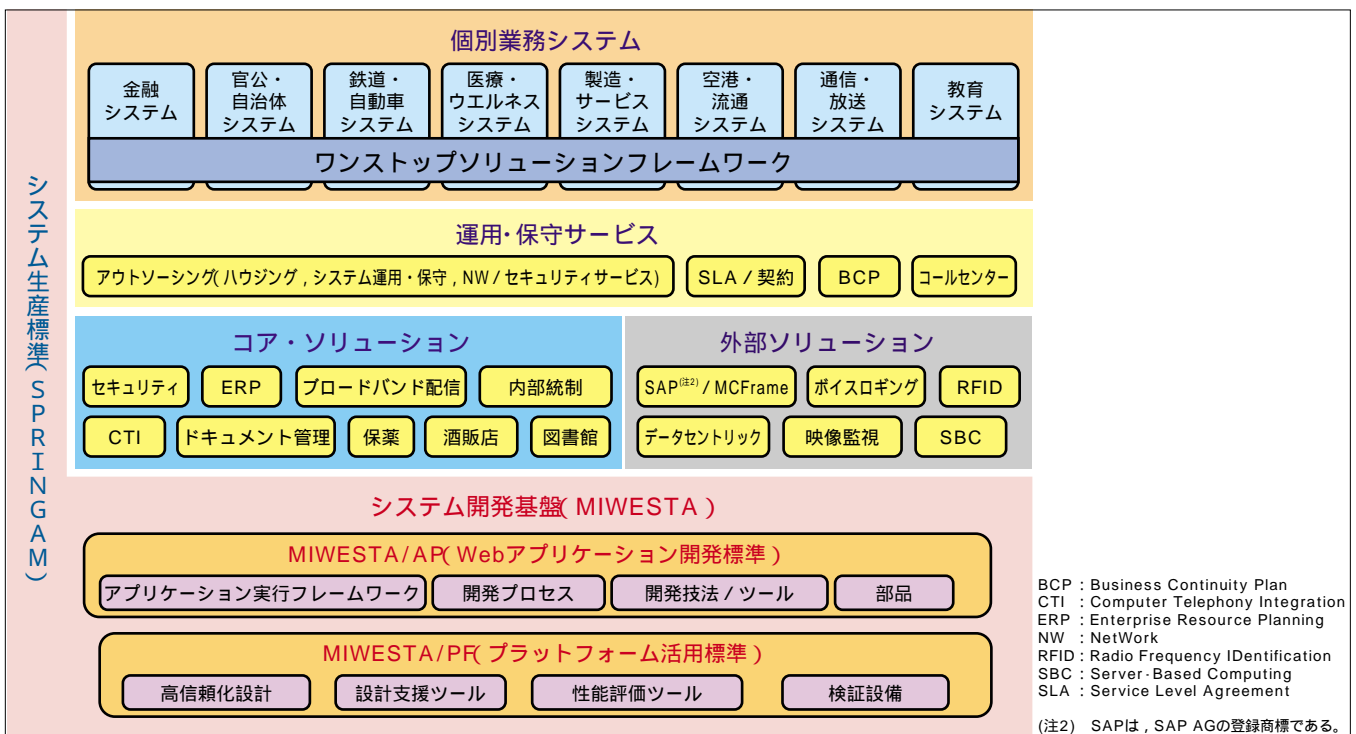 システム生産標準(SPRINGAM)
個別業務システム
金融
システム
官公・
自治体
システム
鉄道・
自動車
システム
医療・
ウエルネス
システム
製造・
サービス
システム
空港・
流通
システム
通信・
放送
システム
教育
システム
ワンストップソリューションフレームワーク
運用・保守サービス
アウトソーシング(ハウジング,システム運用・保守,NW/セキュリティサービス)
SLA/契約
BCP
コールセンター
コア・ソリューション
セキュリティ
ERP
ブロードバンド配信
内部統制
CTI
ドキュメント管理
保薬
酒販店
図書館
外部ソリューション
SAP(注2)/MCFrame
ボイスロギング
RFID
データセントリック
映像監視
SBC
システム開発基盤(MIWESTA)
MIWESTA/AP(Webアプリケーション開発標準)
アプリケーション実行フレームワーク
開発プロセス
開発技法/ツール
部品
MIWESTA/PF(プラットフォーム活用標準)
高信頼化設計
設計支援ツール
性能評価ツール
検証設備
BCP : Business Continuity Plan
CTI : Computer Telephony Integration
ERP : Enterprise Resource Planning
NW : NetWork
RFID : Radio Frequency IDentification
SBC : Server-Based Computing
SLA : Service Level Agreement
(注2) SAPは,SAP AGの登録商標である。